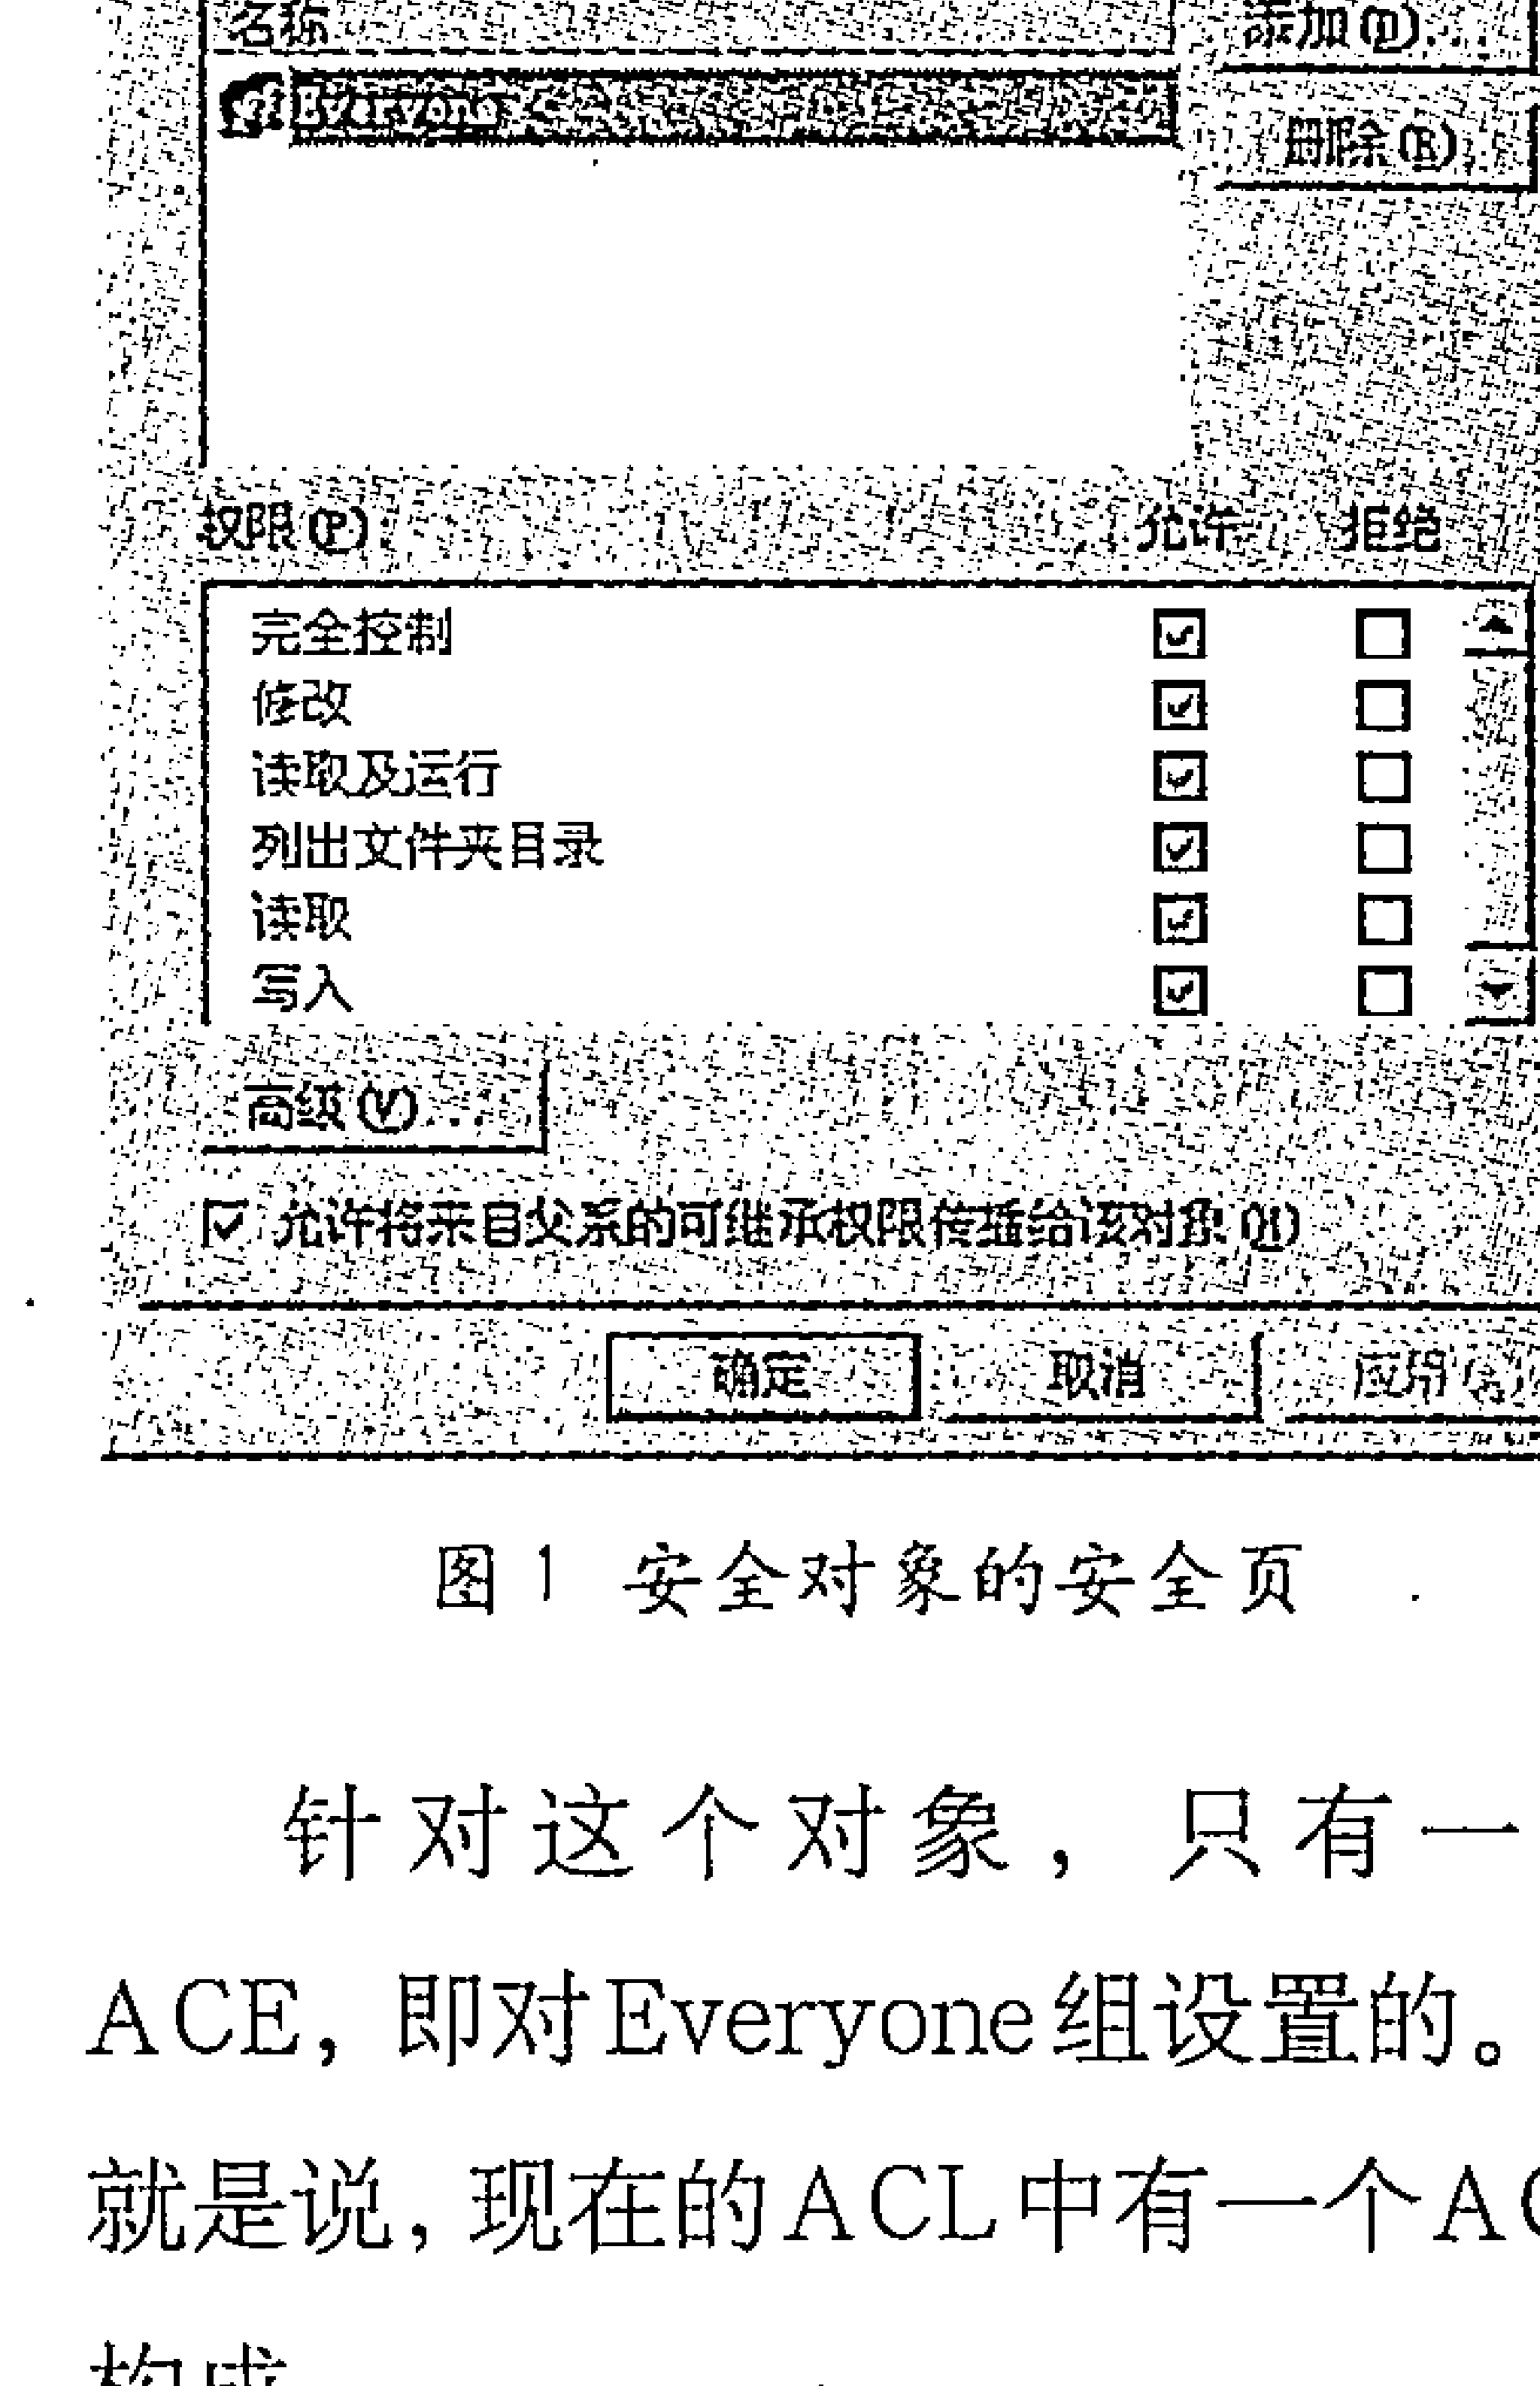 名称
添加(D)...
Everyone
删除(R)
权限(P): 允许 拒绝
完全控制
修改
读取及运行
列出文件夹目录
读取
写入
高级(V)...
允许将来自父系的可继承权限传播给该对象(H)
确定 取消 应用(A)
图1 安全对象的安全页
针对这个对象，只有一
ACE，即对Everyone组设置的。
就是说，现在的ACL中有一个AC
构成